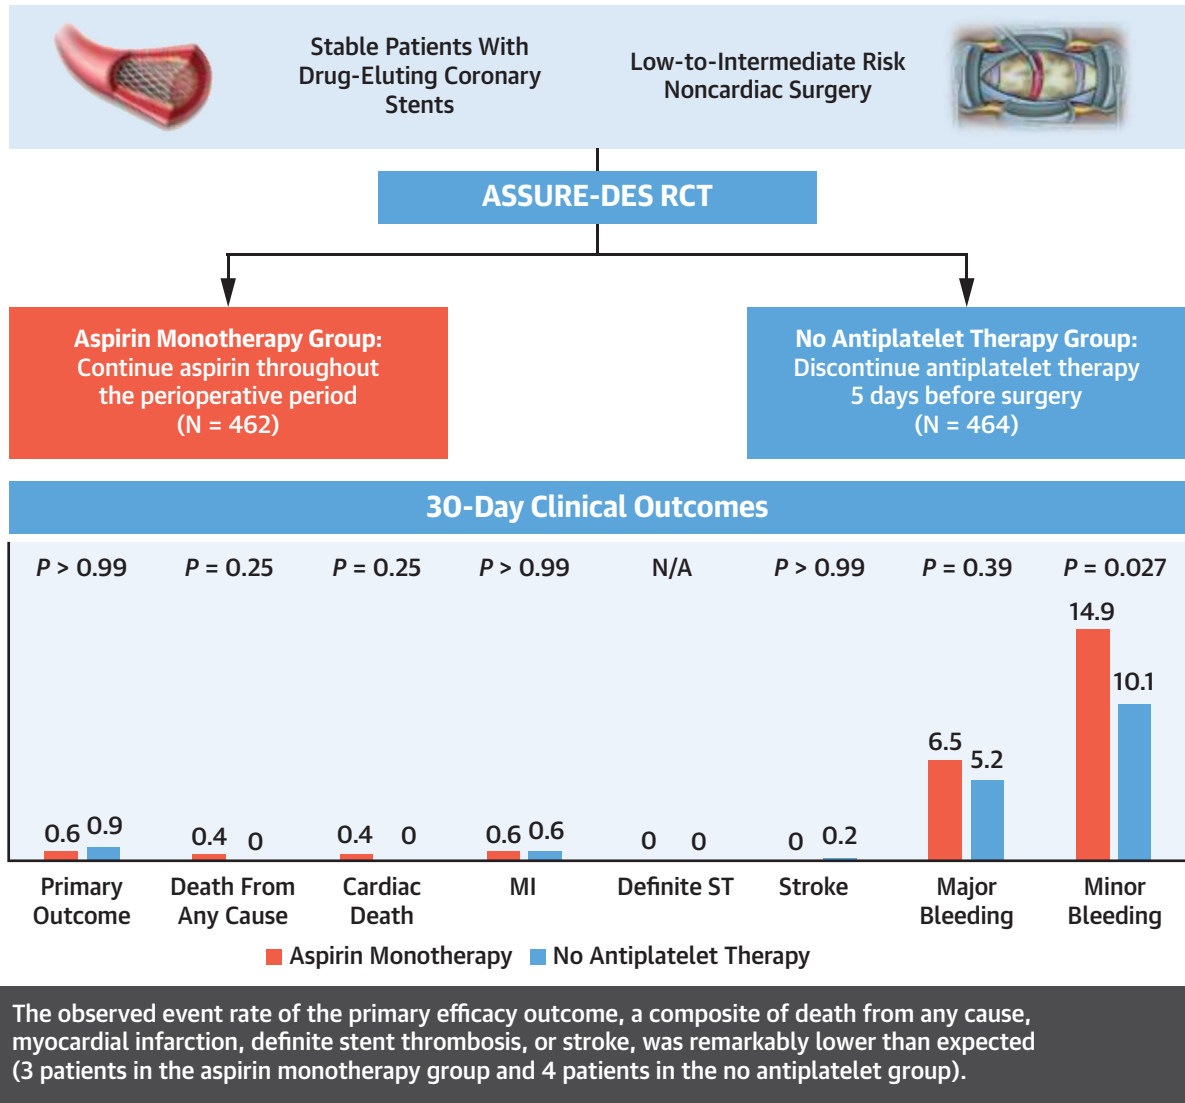 Stable Patients With
Drug-Eluting Coronary
Stents
Low-to-Intermediate Risk
Noncardiac Surgery
ASSURE-DES RCT
Aspirin Monotherapy Group:
Continue aspirin throughout
the perioperative period
(N = 462)
No Antiplatelet Therapy Group:
Discontinue antiplatelet therapy
5 days before surgery
(N = 464)
30-Day Clinical Outcomes
P > 0.99 P = 0.25 P = 0.25 P > 0.99 N/A P > 0.99 P = 0.39 P = 0.027
14.9
10.1
6.5
5.2
0.6 0.9 0.4 0 0.4 0 0.6 0.6 0 0 0 0.2
Primary
Outcome
Death From
Any Cause
Cardiac
Death
MI
Definite ST
Stroke
Major
Bleeding
Minor
Bleeding
Aspirin Monotherapy No Antiplatelet Therapy
The observed event rate of the primary efficacy outcome, a composite of death from any cause,
myocardial infarction, definite stent thrombosis, or stroke, was remarkably lower than expected
(3 patients in the aspirin monotherapy group and 4 patients in the no antiplatelet group).